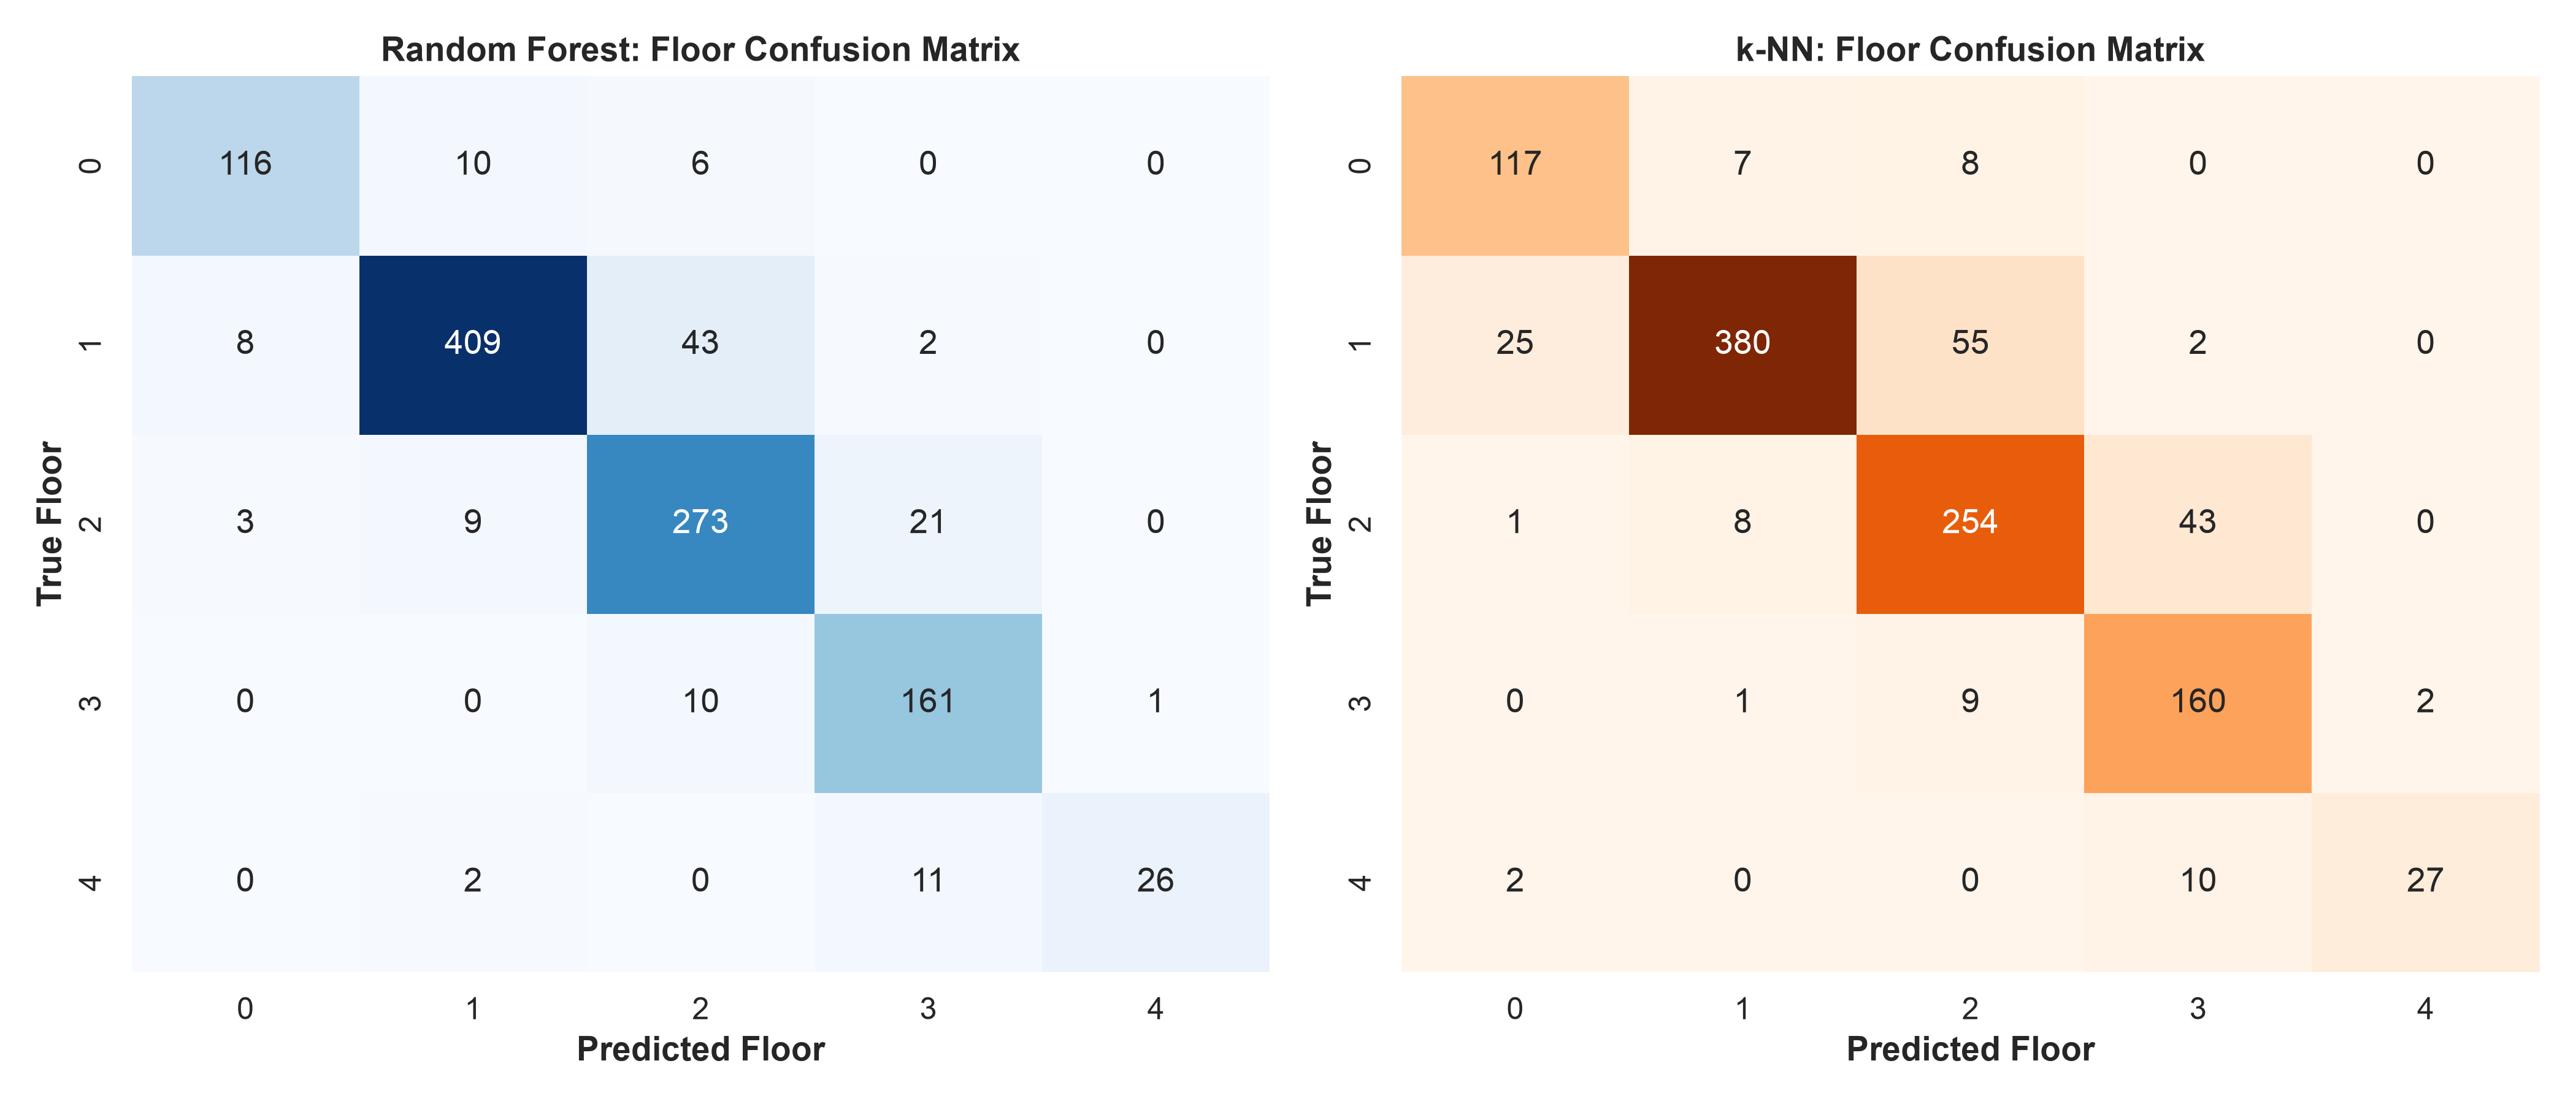 Random Forest: Floor Confusion Matrix
True Floor
0 116 10 6 0 0
1 8 409 43 2 0
2 3 9 273 21 0
3 0 0 10 161 1
4 0 2 0 11 26
0 1 2 3 4
Predicted Floor
k-NN: Floor Confusion Matrix
True Floor
0 117 7 8 0 0
1 25 380 55 2 0
2 1 8 254 43 0
3 0 1 9 160 2
4 2 0 0 10 27
0 1 2 3 4
Predicted Floor